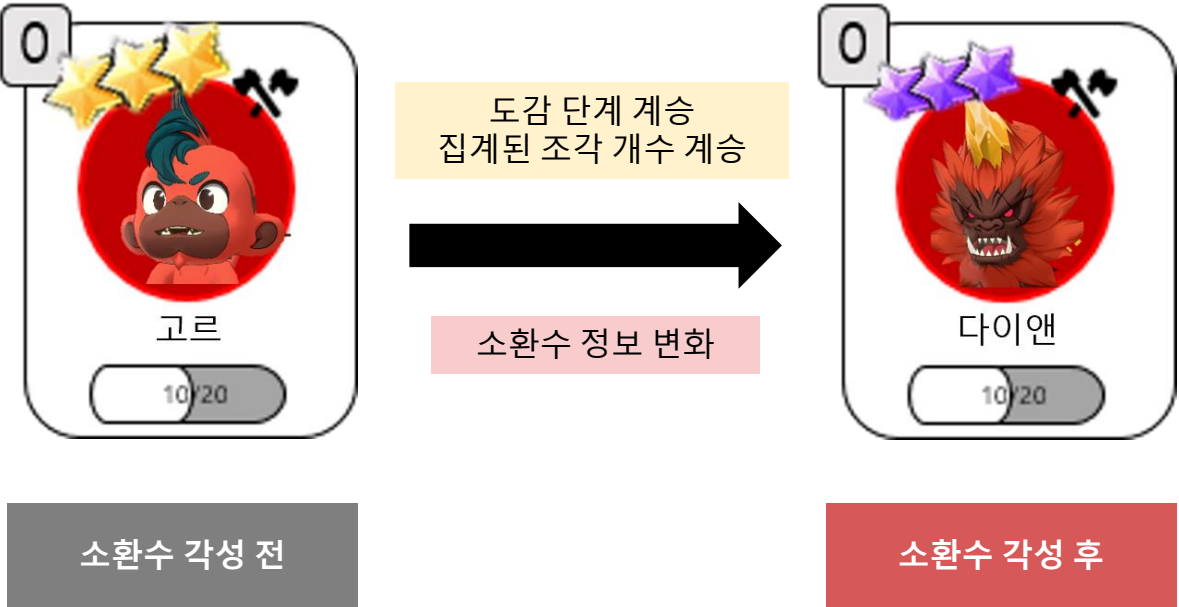 0
고르
10/20
소환수 각성 전
도감 단계 계승
집계된 조각 개수 계승
소환수 정보 변화
0
다이앤
10/20
소환수 각성 후